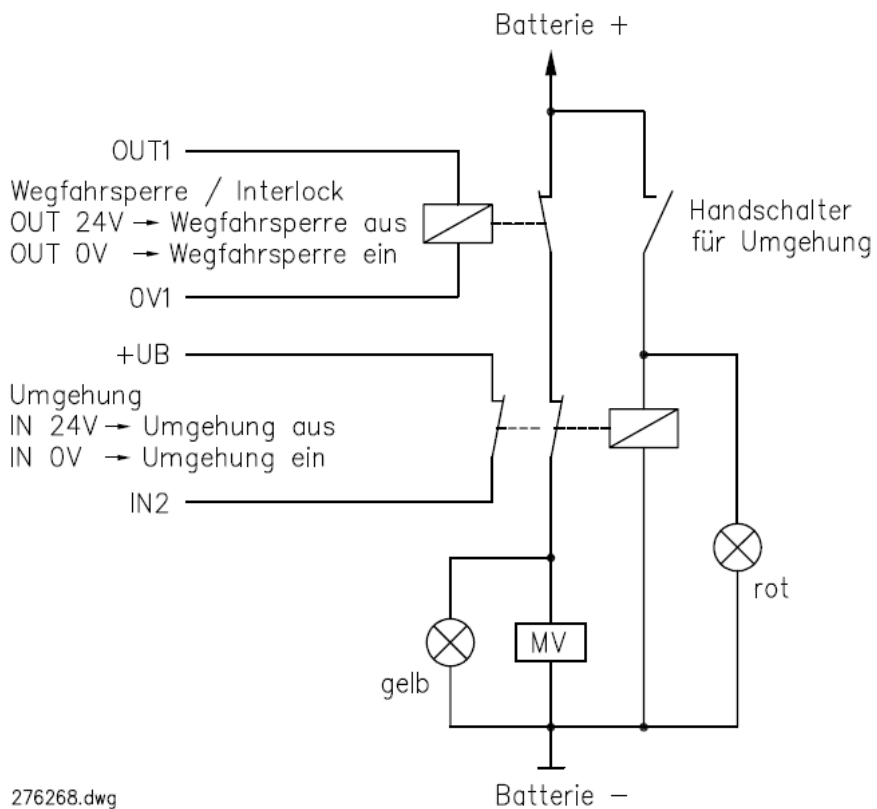 Batterie +
OUT1
Wegfahrsperre / Interlock
OUT 24V → Wegfahrsperre aus
OUT 0V → Wegfahrsperre ein
0V1
Handschalter
für Umgehung
+UB
Umgehung
IN 24V → Umgehung aus
IN 0V → Umgehung ein
IN2
rot
MV
gelb
Batterie −
276268.dwg